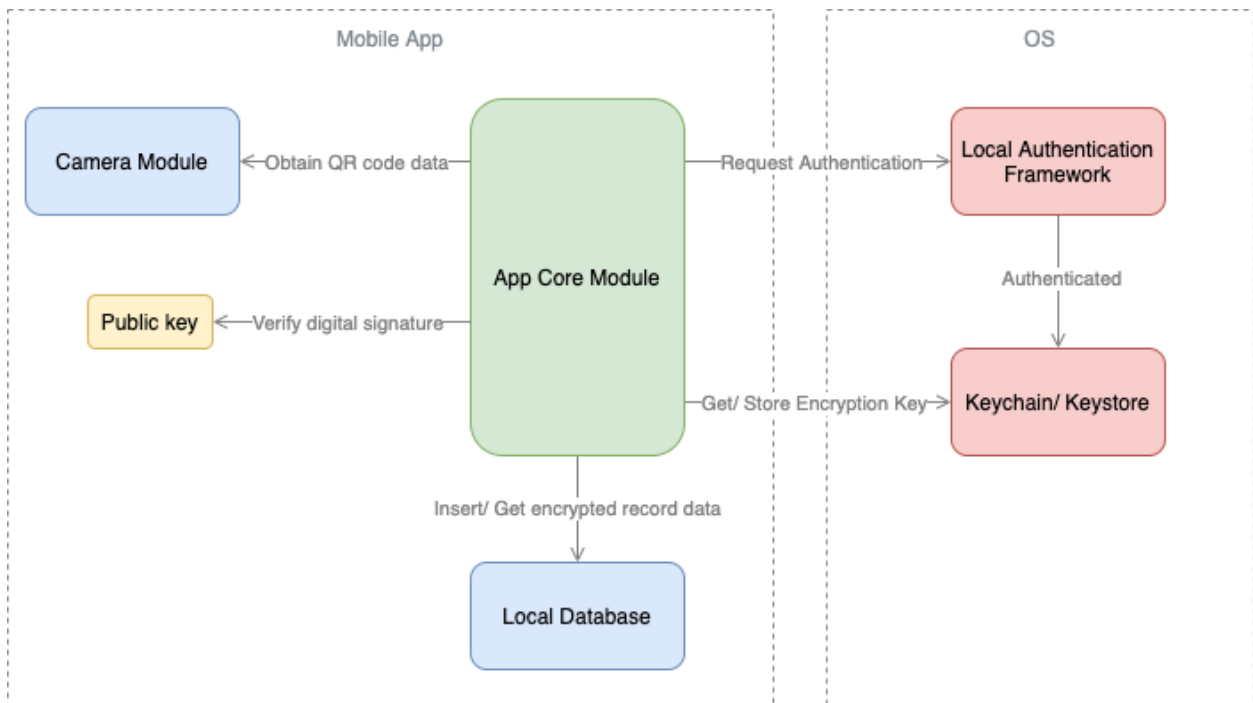 Mobile App
OS
Camera Module
Obtain QR code data
Request Authentication
Local Authentication
Framework
App Core Module
Authenticated
Public key
Verify digital signature
Get/ Store Encryption Key
Keychain/ Keystore
Insert/ Get encrypted record data
Local Database